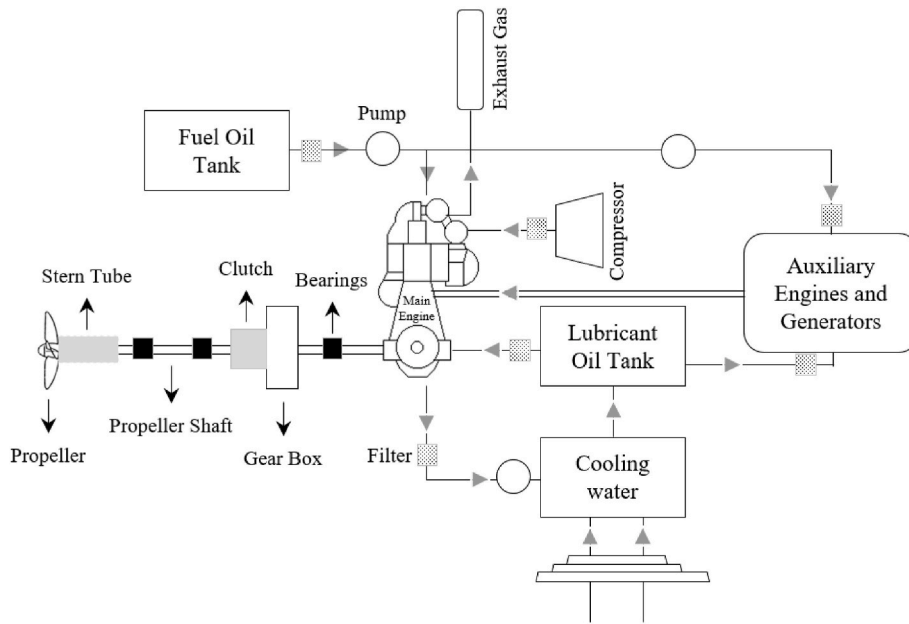 Exhaust Gas
Pump
Fuel Oil
Tank
Compressor
Stern Tube
Clutch
Bearings
Main
Engine
Auxiliary
Engines and
Generators
Lubricant
Oil Tank
Propeller Shaft
Propeller
Gear Box
Filter
Cooling
water